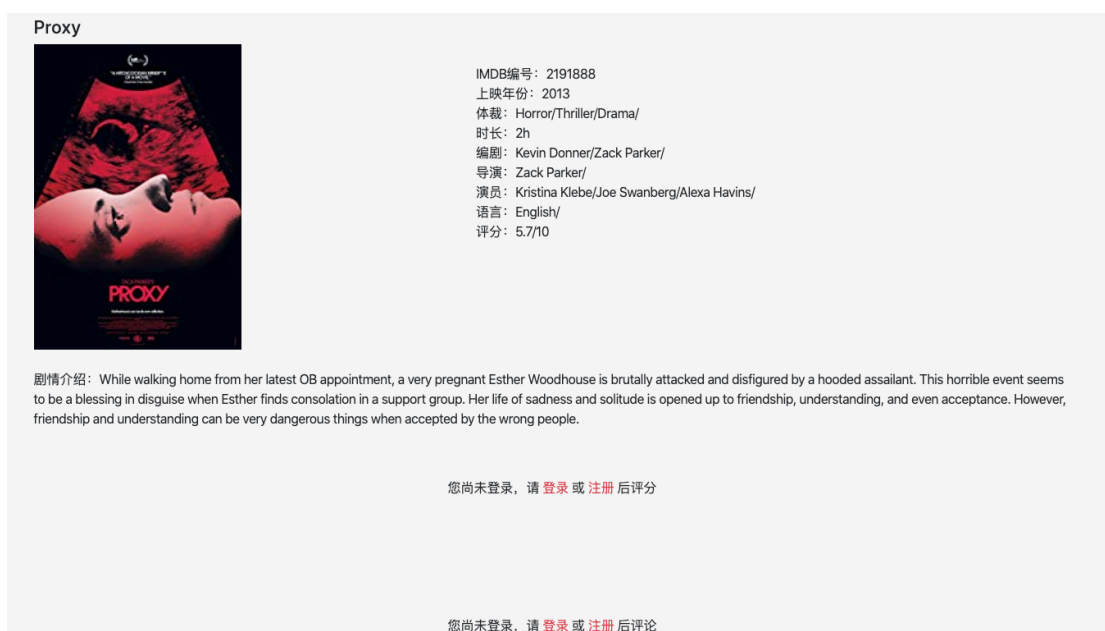 Proxy
"A HITCHCOCKIAN MINDF**K
OF A MOVIE."
PROXY
IMDB编号：2191888
上映年份：2013
体裁：Horror/Thriller/Drama/
时长：2h
编剧：Kevin Donner/Zack Parker/
导演：Zack Parker/
演员：Kristina Klebe/Joe Swanberg/Alexa Havins/
语言：English/
评分：5.7/10
剧情介绍：While walking home from her latest OB appointment, a very pregnant Esther Woodhouse is brutally attacked and disfigured by a hooded assailant. This horrible event seems
to be a blessing in disguise when Esther finds consolation in a support group. Her life of sadness and solitude is opened up to friendship, understanding, and even acceptance. However,
friendship and understanding can be very dangerous things when accepted by the wrong people.
您尚未登录，请 登录 或 注册 后评分
您尚未登录，请 登录 或 注册 后评论